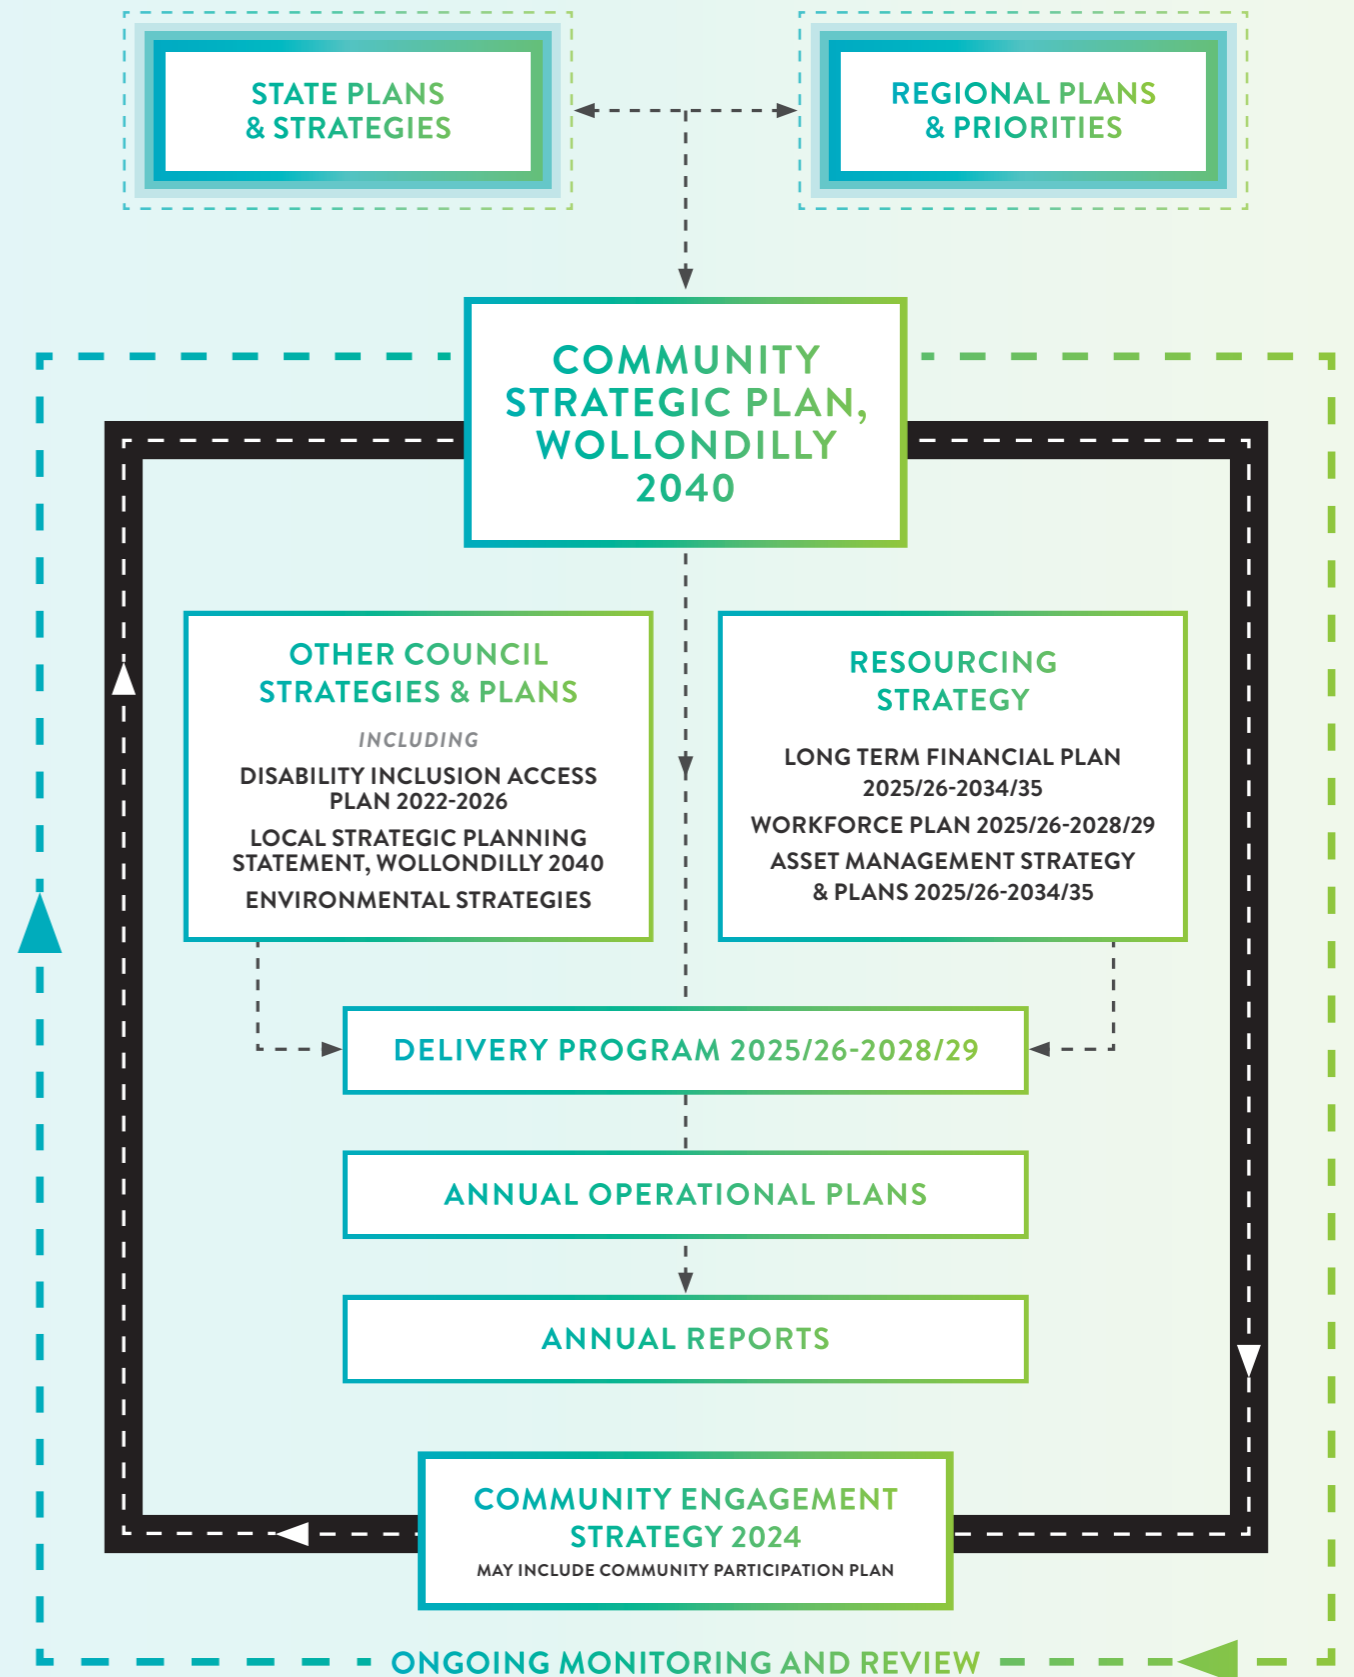 STATE PLANS
& STRATEGIES
REGIONAL PLANS
& PRIORITIES
COMMUNITY
STRATEGIC PLAN,
WOLLONDILLY
2040
OTHER COUNCIL
STRATEGIES & PLANS
INCLUDING
DISABILITY INCLUSION ACCESS
PLAN 2022-2026
LOCAL STRATEGIC PLANNING
STATEMENT, WOLLONDILLY 2040
ENVIRONMENTAL STRATEGIES
RESOURCING
STRATEGY
LONG TERM FINANCIAL PLAN
2025/26-2034/35
WORKFORCE PLAN 2025/26-2028/29
ASSET MANAGEMENT STRATEGY
& PLANS 2025/26-2034/35
DELIVERY PROGRAM 2025/26-2028/29
ANNUAL OPERATIONAL PLANS
ANNUAL REPORTS
COMMUNITY ENGAGEMENT
STRATEGY 2024
MAY INCLUDE COMMUNITY PARTICIPATION PLAN
ONGOING MONITORING AND REVIEW